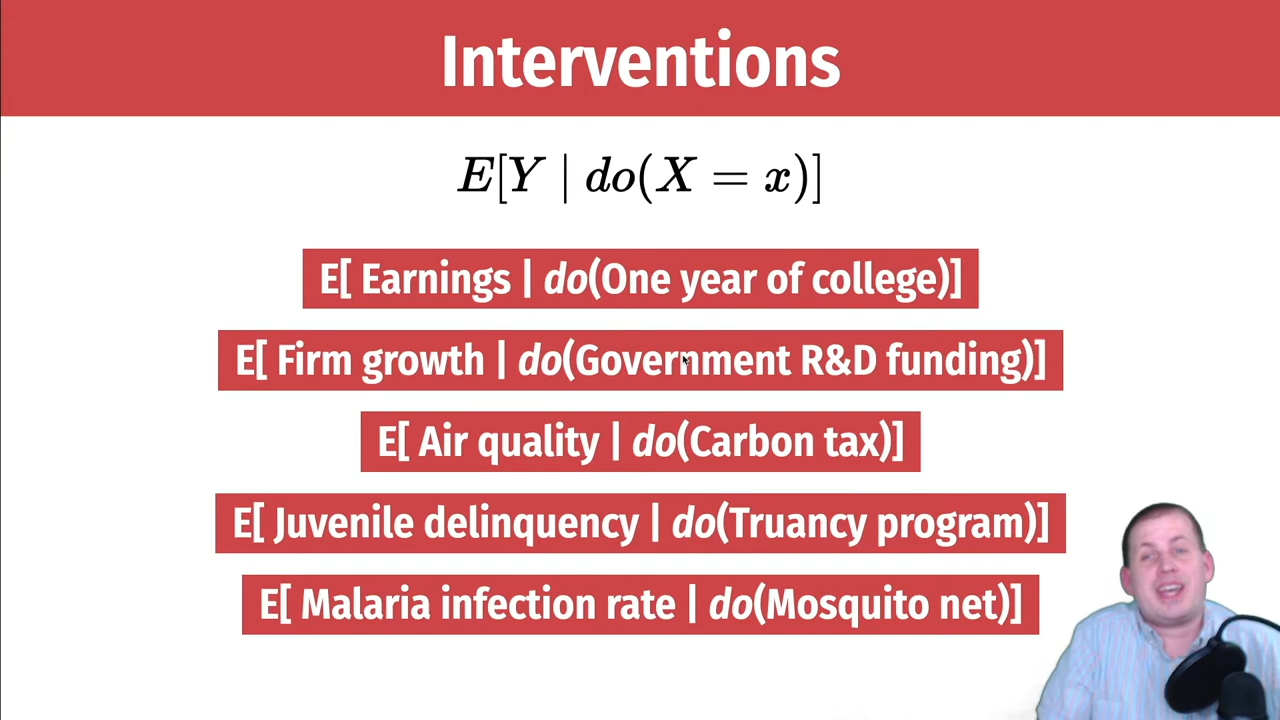 Interventions
E[Y | do(X = x)]
E[ Earnings | do(One year of college)]
E[ Firm growth | do(Government R&D funding)]
E[ Air quality | do(Carbon tax)]
E[ Juvenile delinquency | do(Truancy program)]
E[ Malaria infection rate | do(Mosquito net)]